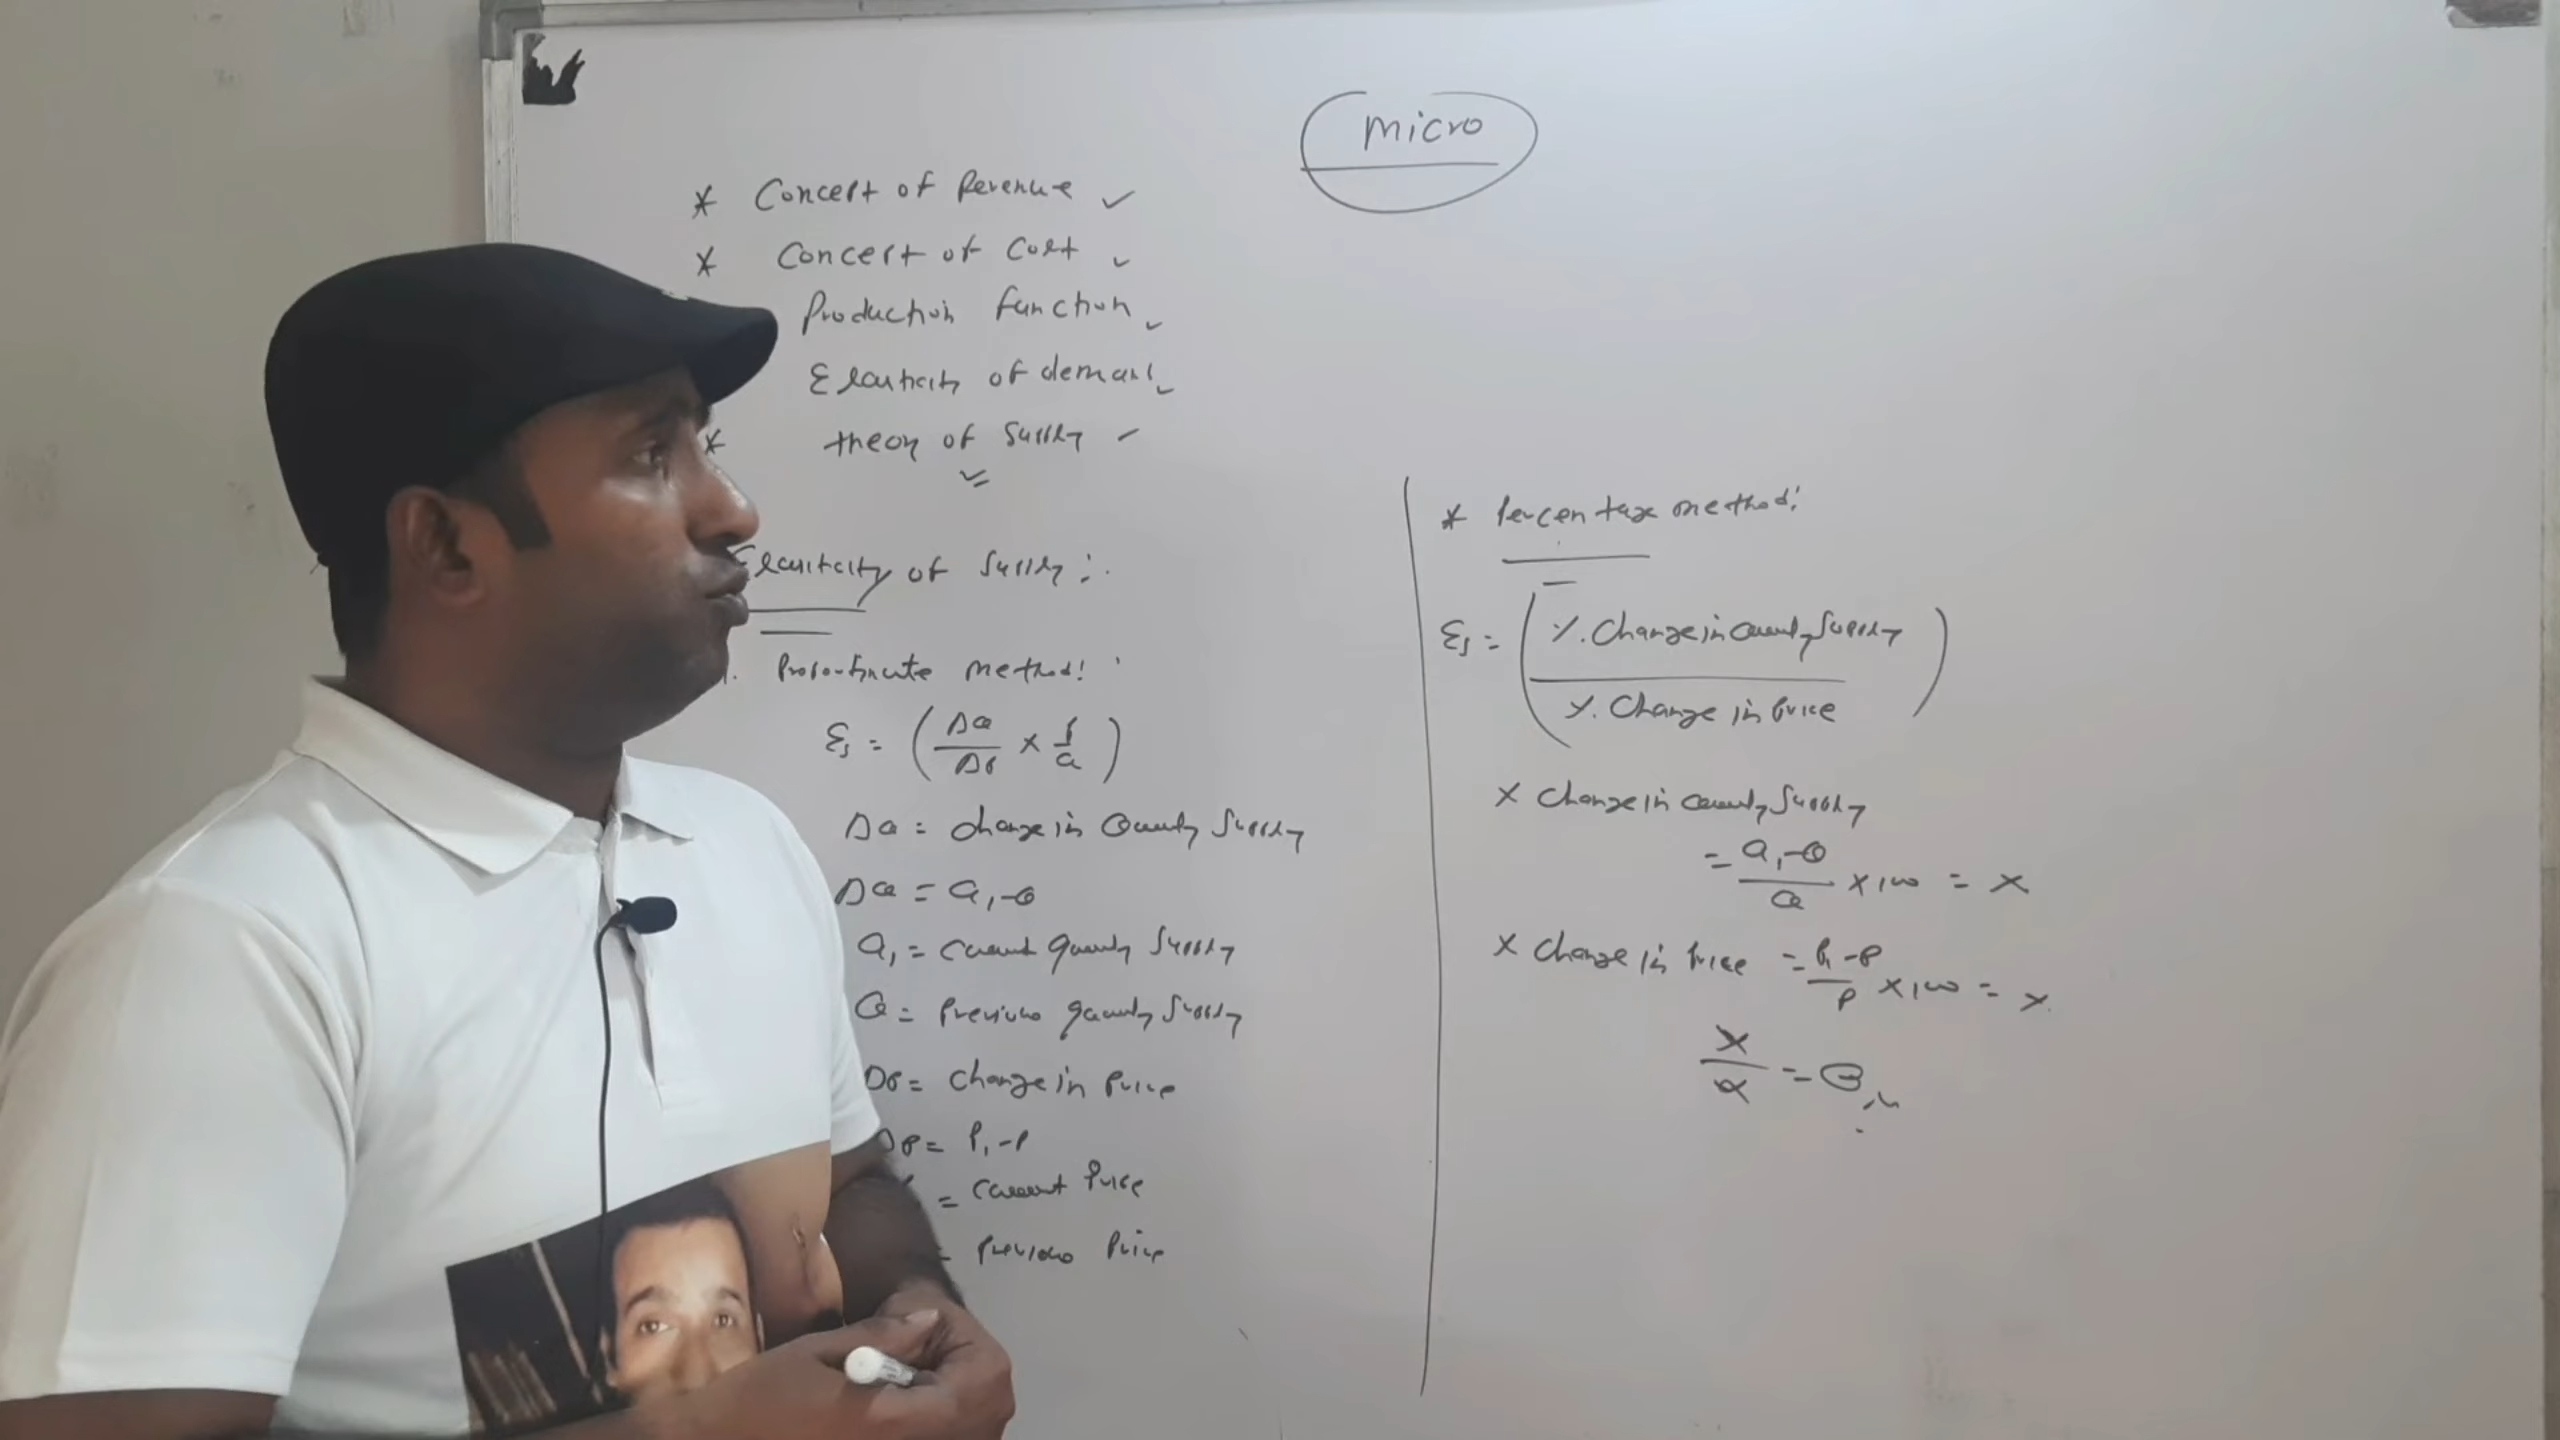 micro
* Concept of Revenue ✓
* Concept of Cost ✓
Production function ✓
Elasticity of demand ✓
* theory of Supply ✓
Elasticity of Supply :.
1. Proportionate method:
Es = (ΔQ/ΔP × P/Q)
ΔQ = change in Quantity Supply
ΔQ = Q1-Q
Q1 = Current quantity Supply
Q = Previous quantity Supply
ΔP = Change in Price
ΔP = P1-P
= Current Price
= Previous Price
* Percentage method:
Es = (%. Change in Quantity Supply / %. Change in Price)
× Change in Quantity Supply
= Q1-Q/Q ×100 = ×
× Change in Price = P1-P/P ×100 = ×